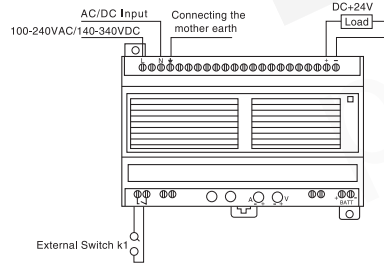 DC+24V
AC/DC Input
Connecting the
mother earth
Load
100-240VAC/140-340VDC
L N + −
A V
+ −
BATT
External Switch k1